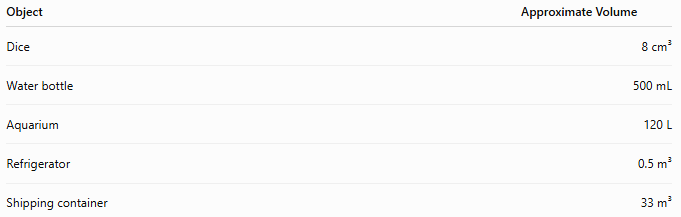 Object Approximate Volume
Dice 8 cm³
Water bottle 500 mL
Aquarium 120 L
Refrigerator 0.5 m³
Shipping container 33 m³